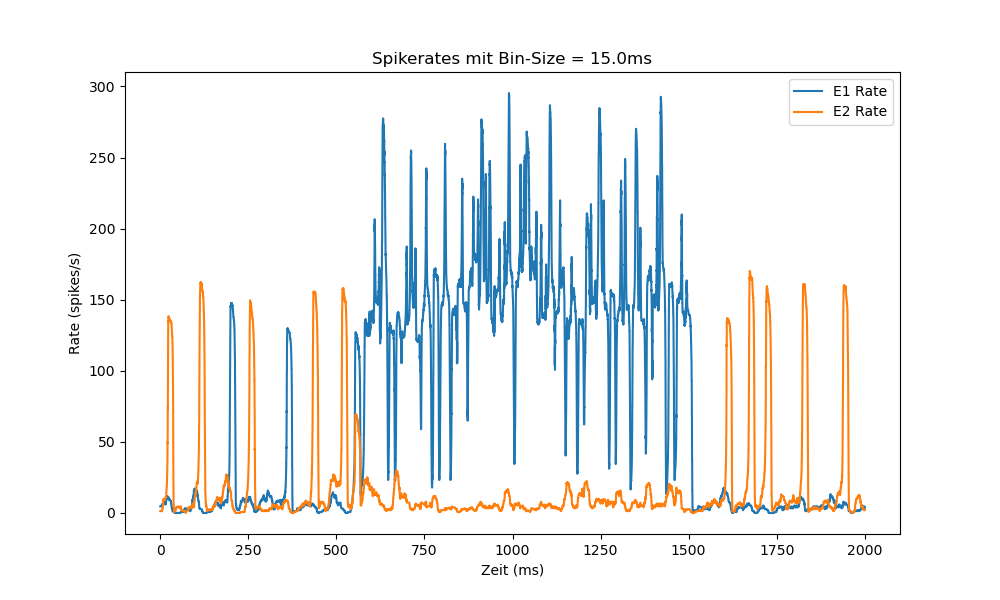 Spikerates mit Bin-Size = 15.0ms
E1 Rate
E2 Rate
300
250
200
150
100
50
0
Rate (spikes/s)
0 250 500 750 1000 1250 1500 1750 2000
Zeit (ms)